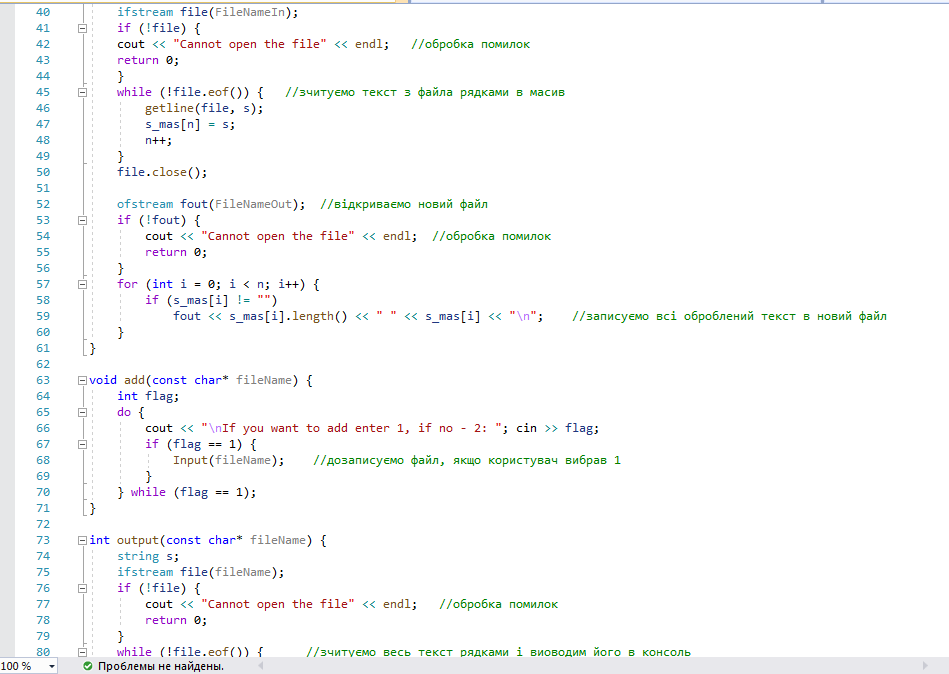 40 ifstream file(FileNameIn);
41 if (!file) {
42 cout << "Cannot open the file" << endl; //обробка помилок
43 return 0;
44 }
45 while (!file.eof()) { //зчитуємо текст з файла рядками в масив
46 getline(file, s);
47 s_mas[n] = s;
48 n++;
49 }
50 file.close();
51
52 ofstream fout(FileNameOut); //відкриваємо новий файл
53 if (!fout) {
54 cout << "Cannot open the file" << endl; //обробка помилок
55 return 0;
56 }
57 for (int i = 0; i < n; i++) {
58 if (s_mas[i] != "")
59 fout << s_mas[i].length() << " " << s_mas[i] << "\n"; //записуємо всі оброблений текст в новий файл
60 }
61 }
62
63 void add(const char* fileName) {
64 int flag;
65 do {
66 cout << "\nIf you want to add enter 1, if no - 2: "; cin >> flag;
67 if (flag == 1) {
68 Input(fileName); //дозаписуємо файл, якщо користувач вибрав 1
69 }
70 } while (flag == 1);
71 }
72
73 int output(const char* fileName) {
74 string s;
75 ifstream file(fileName);
76 if (!file) {
77 cout << "Cannot open the file" << endl; //обробка помилок
78 return 0;
79 }
80 while (!file.eof()) { //зчитуємо весь текст рядками і виоводим його в консоль
100 % Проблемы не найдены.